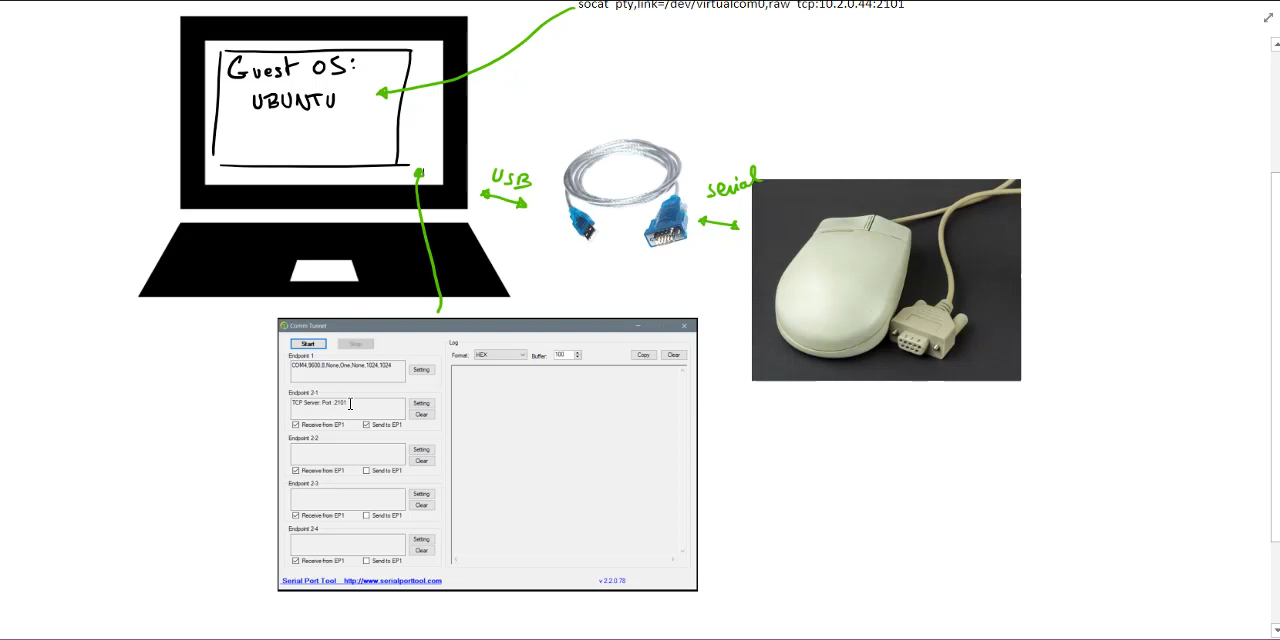 socat pty,link=/dev/virtualcom0,raw tcp:10.2.0.44:2101
Guest OS:
UBUNTU
USB
serial
Comm Tunnel
Start
Stop
Endpoint 1
COM4,9600,8,None,One,None,1024,1024
Setting
Endpoint 2-1
TCP Server: Port :2101
Setting
Clear
Receive from EP1
Send to EP1
Endpoint 2-2
Setting
Clear
Receive from EP1
Send to EP1
Endpoint 2-3
Setting
Clear
Receive from EP1
Send to EP1
Endpoint 2-4
Setting
Clear
Receive from EP1
Send to EP1
Log
Format: HEX
Buffer: 100
Copy
Clear
Serial Port Tool http://www.serialporttool.com
v 2.2.0.78